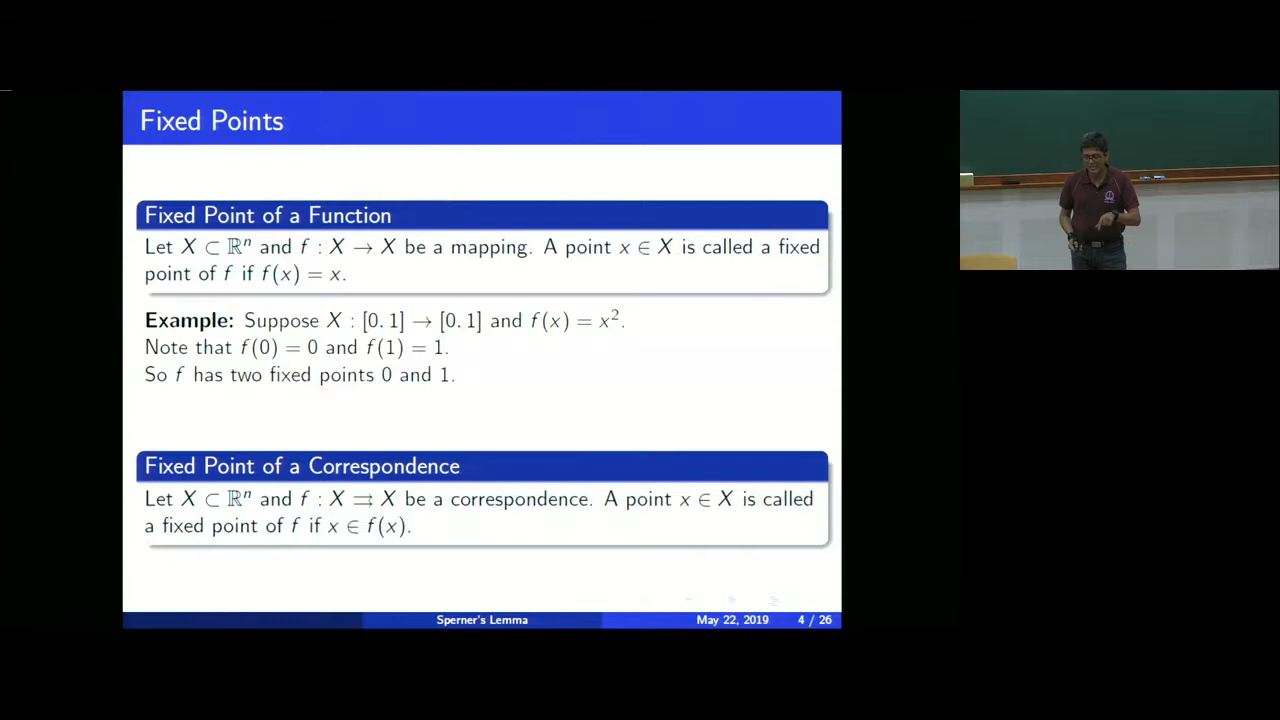 Fixed Points
Fixed Point of a Function
Let X ⊂ ℝⁿ and f : X → X be a mapping. A point x ∈ X is called a fixed
point of f if f(x) = x.
Example: Suppose X : [0. 1] → [0. 1] and f(x) = x².
Note that f(0) = 0 and f(1) = 1.
So f has two fixed points 0 and 1.
Fixed Point of a Correspondence
Let X ⊂ ℝⁿ and f : X ⇉ X be a correspondence. A point x ∈ X is called
a fixed point of f if x ∈ f(x).
Sperner's Lemma
May 22, 2019
4 / 26